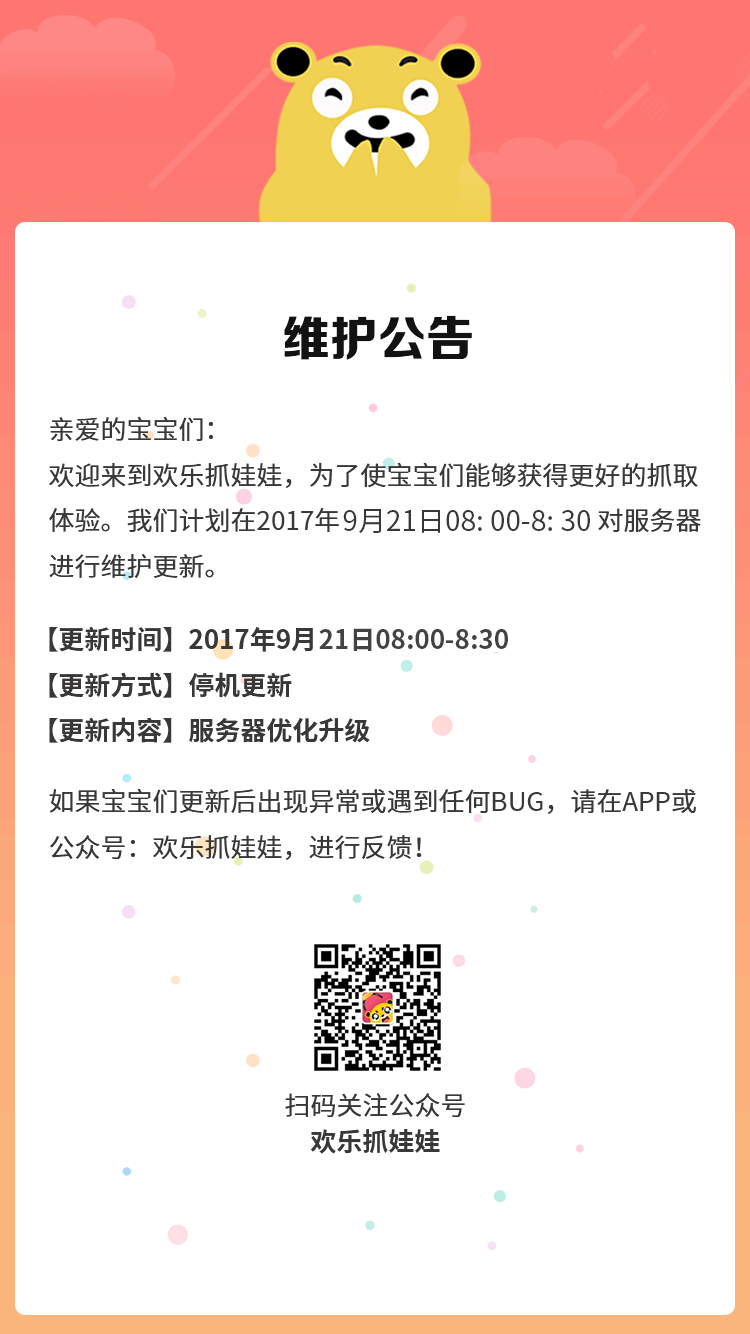 维护公告
亲爱的宝宝们：
欢迎来到欢乐抓娃娃，为了使宝宝们能够获得更好的抓取
体验。我们计划在2017年9月21日08: 00-8: 30 对服务器
进行维护更新。
【更新时间】2017年9月21日08:00-8:30
【更新方式】停机更新
【更新内容】服务器优化升级
如果宝宝们更新后出现异常或遇到任何BUG，请在APP或
公众号：欢乐抓娃娃，进行反馈！
扫码关注公众号
欢乐抓娃娃